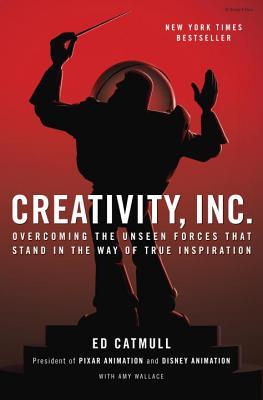 NEW YORK TIMES
BESTSELLER
CREATIVITY, INC.
OVERCOMING THE UNSEEN FORCES THAT
STAND IN THE WAY OF TRUE INSPIRATION
ED CATMULL
President of PIXAR ANIMATION and DISNEY ANIMATION
WITH AMY WALLACE